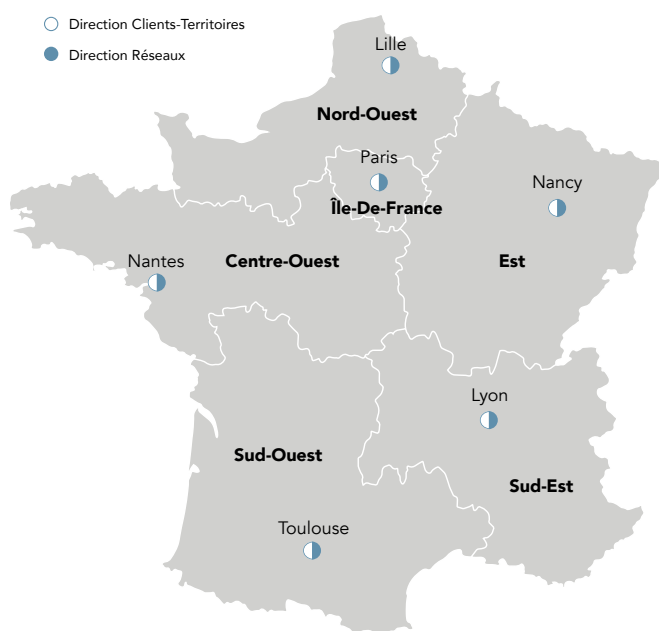 Direction Clients-Territoires
Direction Réseaux
Lille
Nord-Ouest
Paris
Île-De-France
Nancy
Nantes
Centre-Ouest
Est
Lyon
Sud-Ouest
Sud-Est
Toulouse